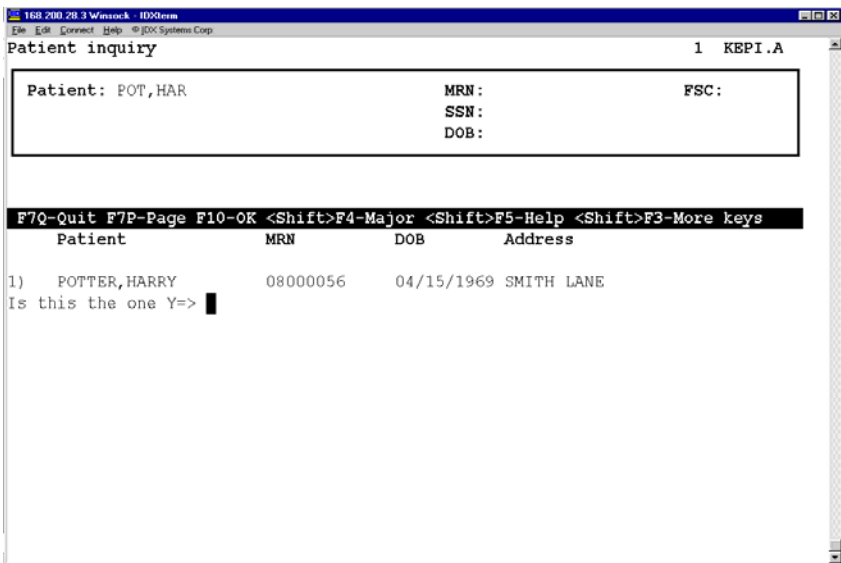 168.200.28.3 Winsock - IDXterm
File Edit Connect Help © IDX Systems Corp
Patient inquiry 1 KEPI.A
Patient: POT,HAR MRN: FSC:
SSN:
DOB:
F7Q-Quit F7P-Page F10-OK <Shift>F4-Major <Shift>F5-Help <Shift>F3-More keys
Patient MRN DOB Address
1) POTTER,HARRY 08000056 04/15/1969 SMITH LANE
Is this the one Y=>